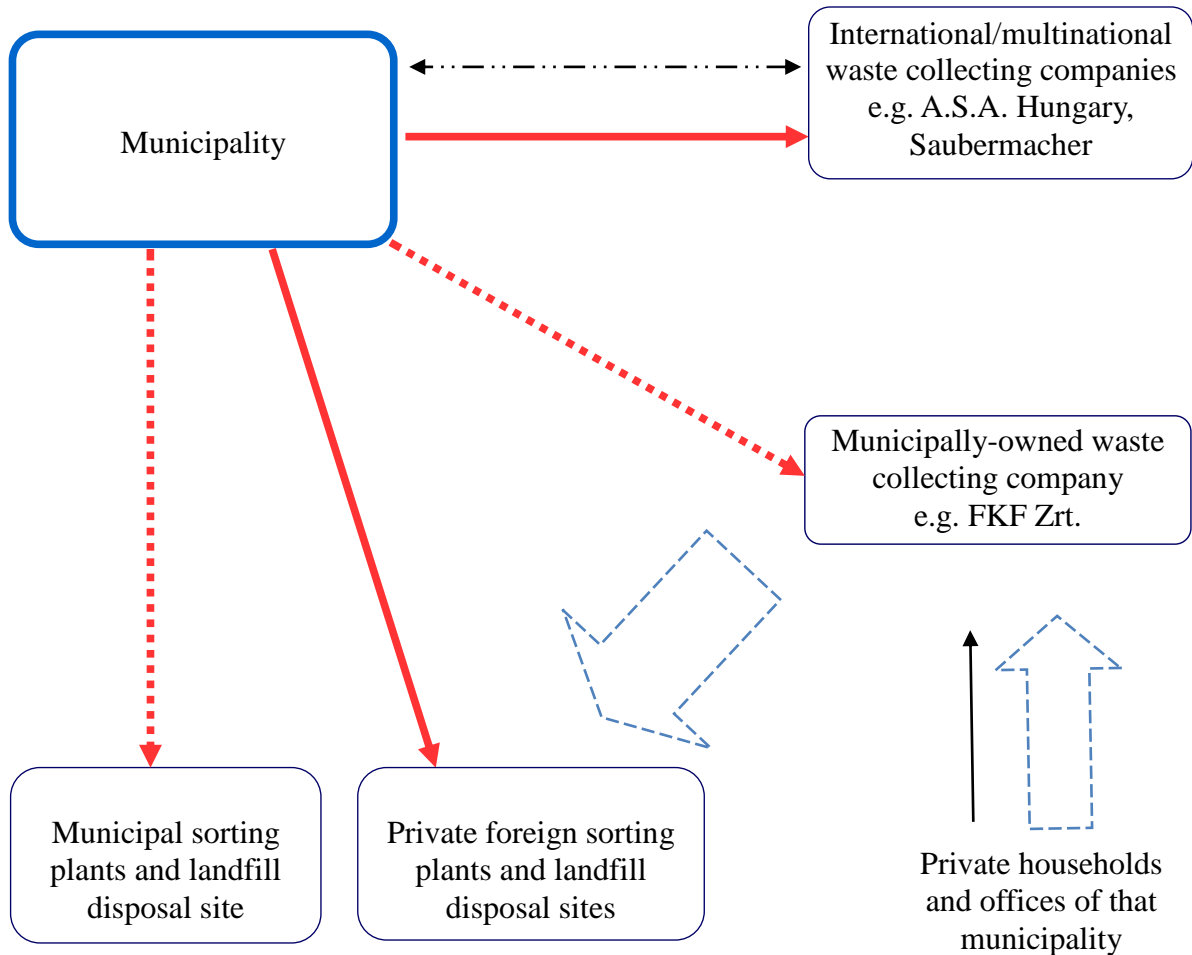 International/multinational
waste collecting companies
e.g. A.S.A. Hungary,
Saubermacher
Municipality
Municipally-owned waste
collecting company
e.g. FKF Zrt.
Municipal sorting
plants and landfill
disposal site
Private foreign sorting
plants and landfill
disposal sites
Private households
and offices of that
municipality